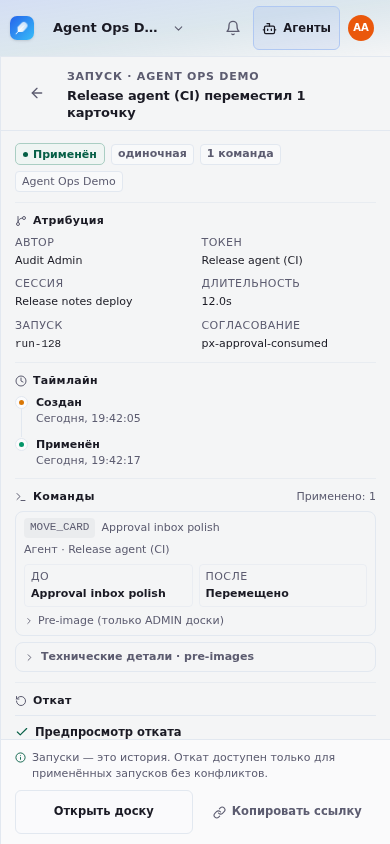 Agent Ops D...
Агенты
AA
ЗАПУСК · AGENT OPS DEMO
Release agent (CI) переместил 1
карточку
Применён
одиночная
1 команда
Agent Ops Demo
Атрибуция
АВТОР
Audit Admin
ТОКЕН
Release agent (CI)
СЕССИЯ
Release notes deploy
ДЛИТЕЛЬНОСТЬ
12.0s
ЗАПУСК
run-128
СОГЛАСОВАНИЕ
px-approval-consumed
Таймлайн
Создан
Сегодня, 19:42:05
Применён
Сегодня, 19:42:17
Команды
Применено: 1
MOVE_CARD Approval inbox polish
Агент · Release agent (CI)
ДО
Approval inbox polish
ПОСЛЕ
Перемещено
Pre-image (только ADMIN доски)
Технические детали · pre-images
Откат
Предпросмотр отката
Запуски — это история. Откат доступен только для
применённых запусков без конфликтов.
Открыть доску
Копировать ссылку